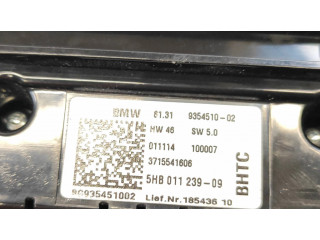 BMW 61.31 9354510-02
HW 46 SW 5.0
011114 100007
3715541606
5HB 011 239-09
BHTC
9G935451002 Lief.Nr.185436 10